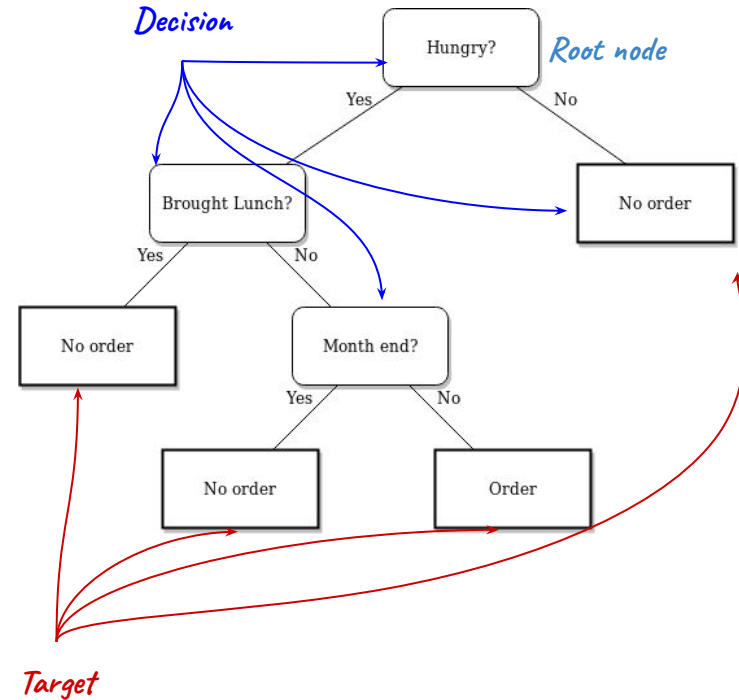 Decision
Hungry?
Root node
Yes
No
Brought Lunch?
No order
Yes
No
No order
Month end?
Yes
No
No order
Order
Target